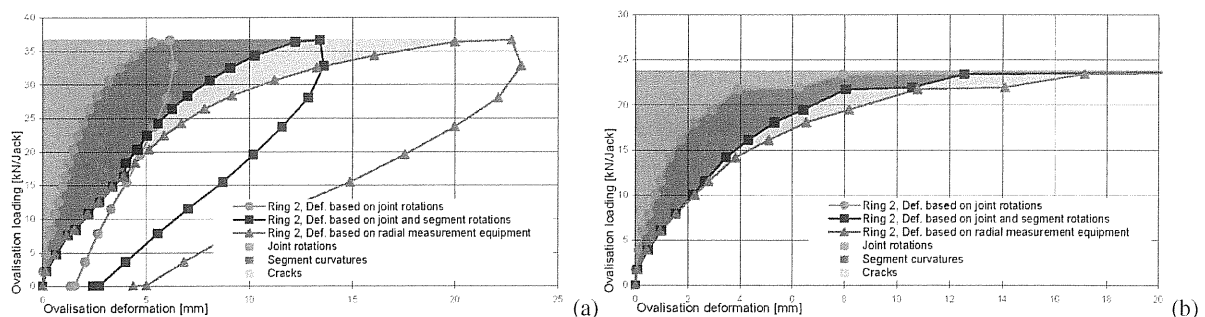 Ovalisation loading [kN/Jack]
40
35
30
25
20
15
10
5
0
Ring 2, Def. based on joint rotations
Ring 2, Def. based on joint and segment rotations
Ring 2, Def. based on radial measurement equipment
Joint rotations
Segment curvatures
Cracks
0 5 10 15 20 25
Ovalisation deformation [mm]
(a)
Ovalisation loading [kN/Jack]
30
25
20
15
10
5
0
Ring 2, Def. based on joint rotations
Ring 2, Def. based on joint and segment rotations
Ring 2, Def. based on radial measurement equipment
Joint rotations
Segment curvatures
Cracks
0 2 4 6 8 10 12 14 16 18 20
Ovalisation deformation [mm]
(b)